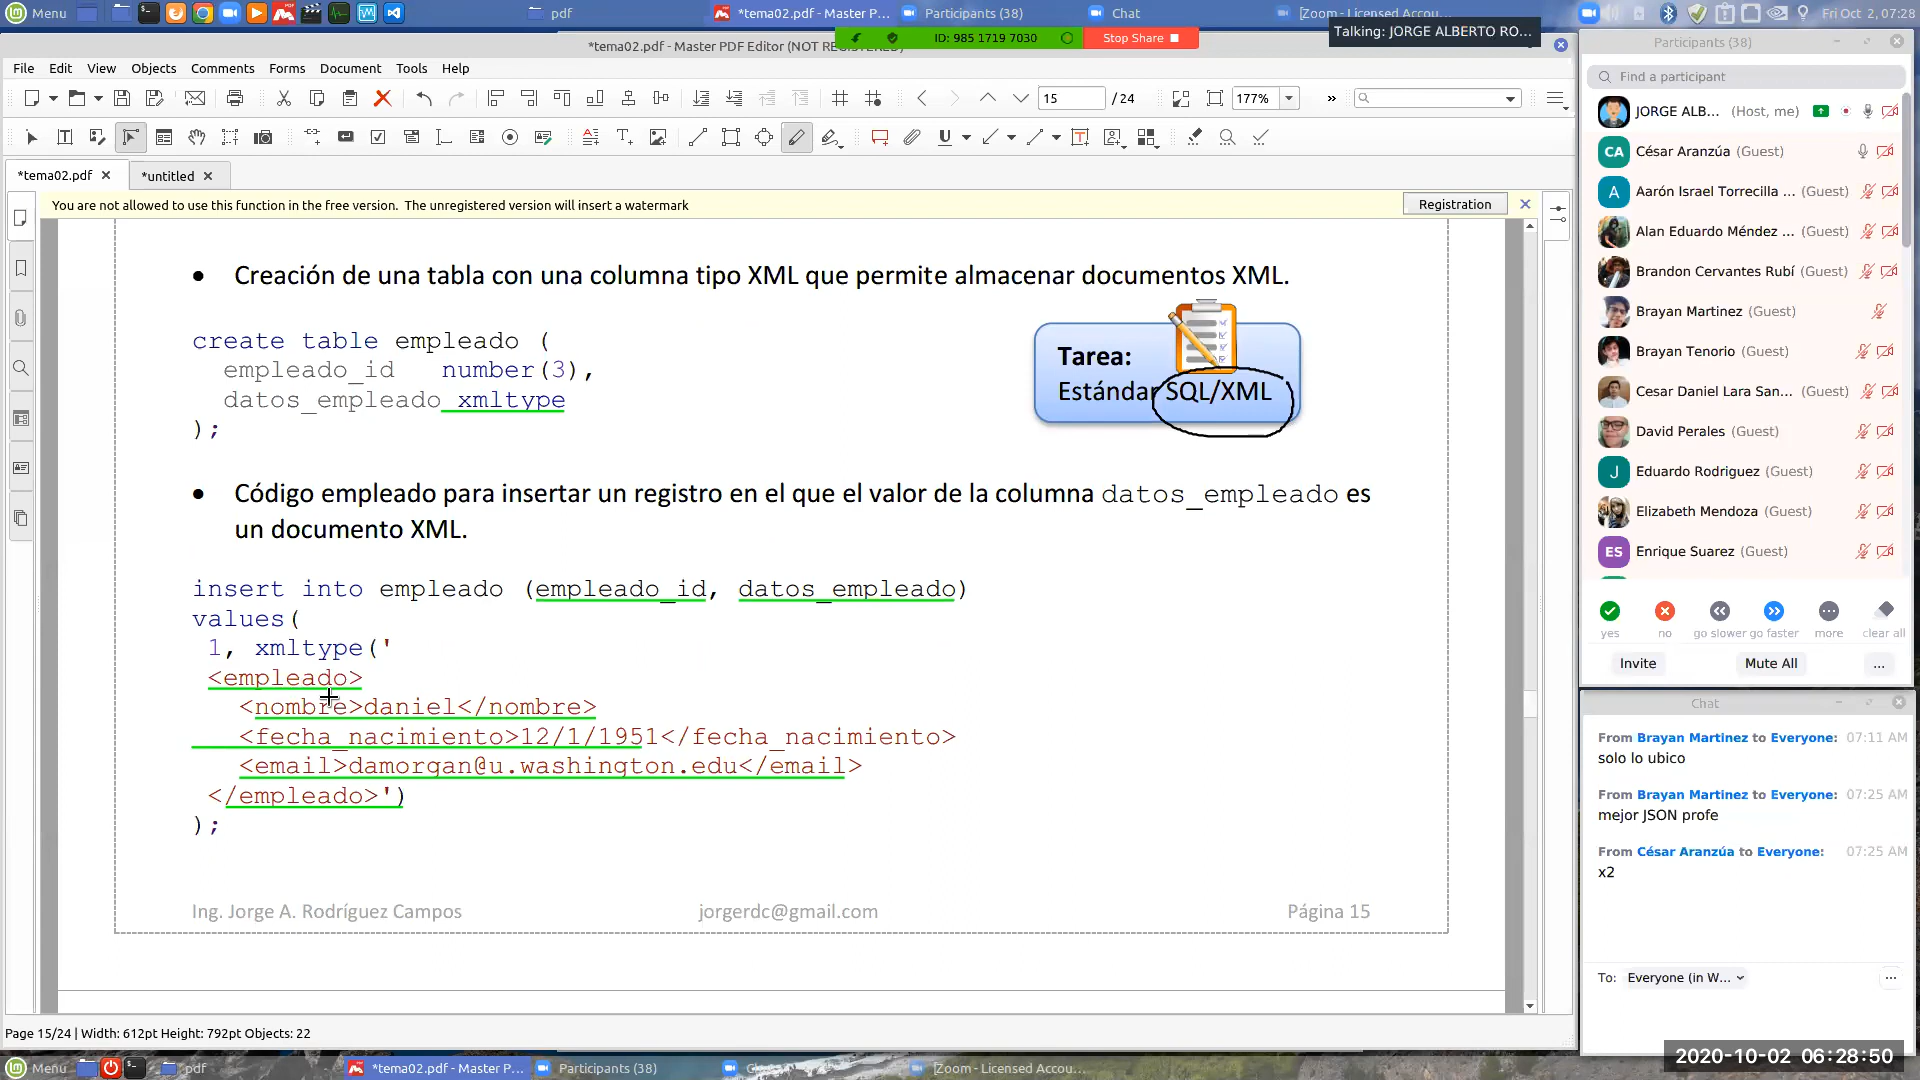 Menu
pdf
*tema02.pdf - Master P...
Participants (38)
Chat
[Zoom - Licensed Accou...
Fri Oct 2, 07:28
*tema02.pdf - Master PDF Editor (NOT REGISTERED)
ID: 985 1719 7030
Stop Share
Talking: JORGE ALBERTO RO...
File Edit View Objects Comments Forms Document Tools Help
15 / 24
177%
*tema02.pdf
*untitled
You are not allowed to use this function in the free version. The unregistered version will insert a watermark
Registration
• Creación de una tabla con una columna tipo XML que permite almacenar documentos XML.
create table empleado (
empleado_id number(3),
datos_empleado xmltype
);
Tarea:
Estándar SQL/XML
• Código empleado para insertar un registro en el que el valor de la columna datos_empleado es
un documento XML.
insert into empleado (empleado_id, datos_empleado)
values(
1, xmltype('
<empleado>
<nombre>daniel</nombre>
<fecha_nacimiento>12/1/1951</fecha_nacimiento>
<email>damorgan@u.washington.edu</email>
</empleado>')
);
Ing. Jorge A. Rodríguez Campos
jorgerdc@gmail.com
Página 15
Page 15/24 | Width: 612pt Height: 792pt Objects: 22
Participants (38)
Find a participant
JORGE ALB... (Host, me)
CA César Aranzúa (Guest)
A Aarón Israel Torrecilla ... (Guest)
Alan Eduardo Méndez ... (Guest)
Brandon Cervantes Rubí (Guest)
Brayan Martinez (Guest)
Brayan Tenorio (Guest)
Cesar Daniel Lara San... (Guest)
David Perales (Guest)
J Eduardo Rodriguez (Guest)
Elizabeth Mendoza (Guest)
ES Enrique Suarez (Guest)
yes no go slower go faster more clear all
Invite
Mute All
...
Chat
From Brayan Martinez to Everyone: 07:11 AM
solo lo ubico
From Brayan Martinez to Everyone: 07:25 AM
mejor JSON profe
From César Aranzúa to Everyone: 07:25 AM
x2
To: Everyone (in W...
Menu
pdf
*tema02.pdf - Master P...
Participants (38)
[Zoom - Licensed Accou...
2020-10-02 06:28:50